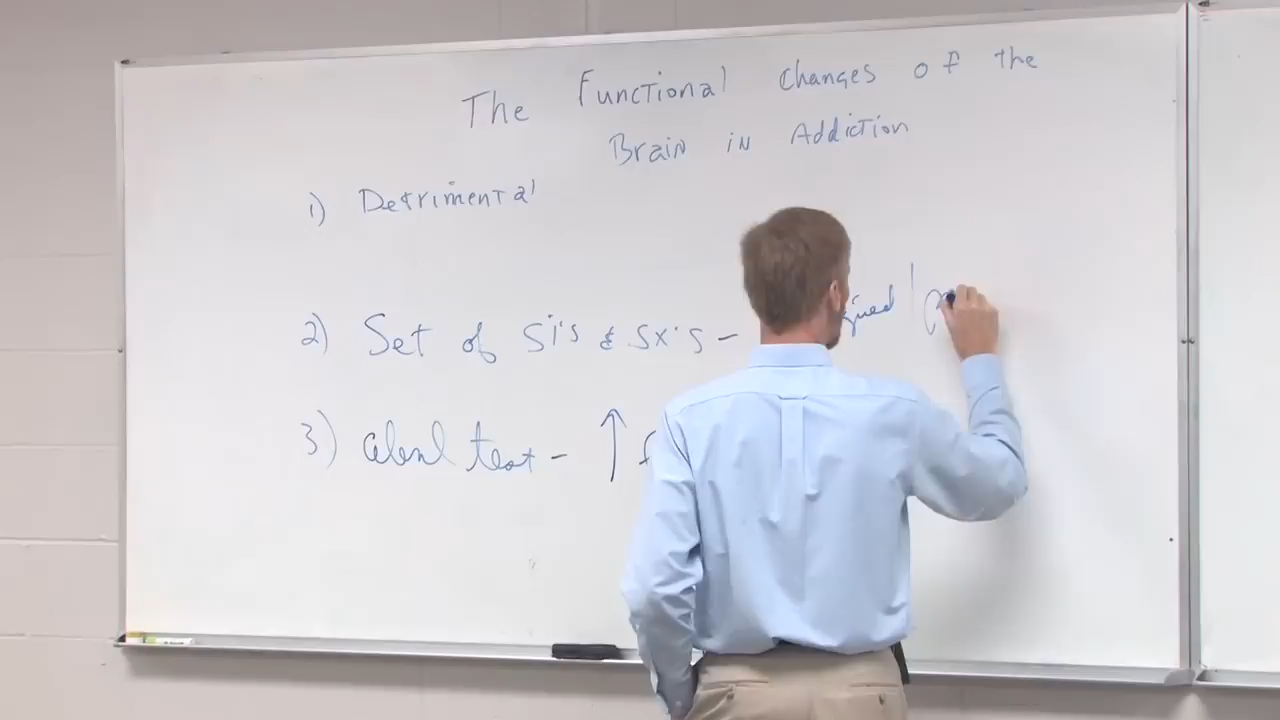 The Functional Changes of the
Brain in Addiction
1) Detrimental
2) Set of Si's & Sx's -
3) test - ↑